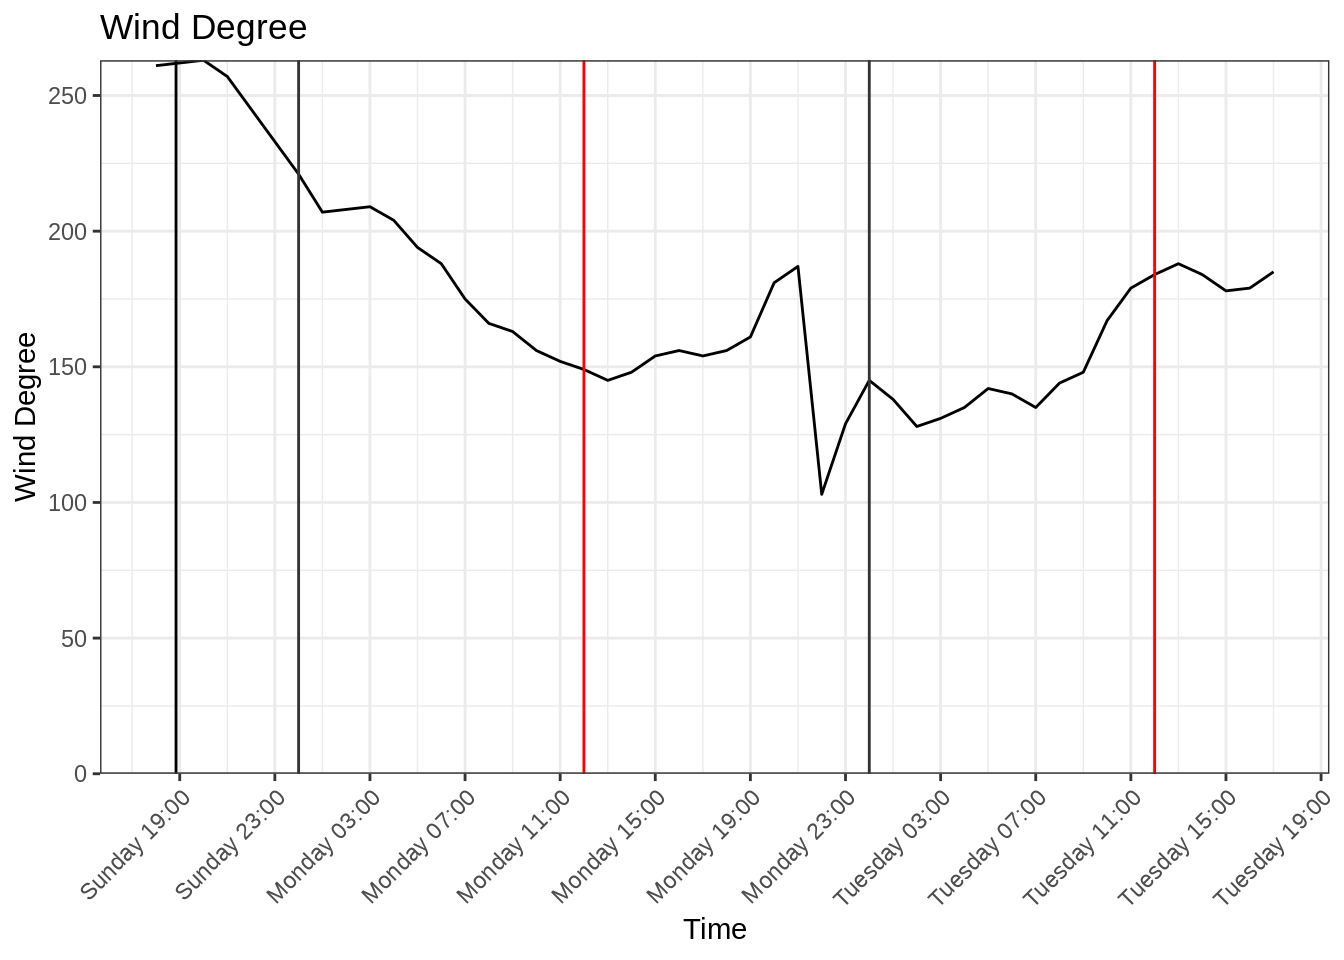 Wind Degree
Wind Degree
250
200
150
100
50
0
Sunday 19:00
Sunday 23:00
Monday 03:00
Monday 07:00
Monday 11:00
Monday 15:00
Monday 19:00
Monday 23:00
Tuesday 03:00
Tuesday 07:00
Tuesday 11:00
Tuesday 15:00
Tuesday 19:00
Time